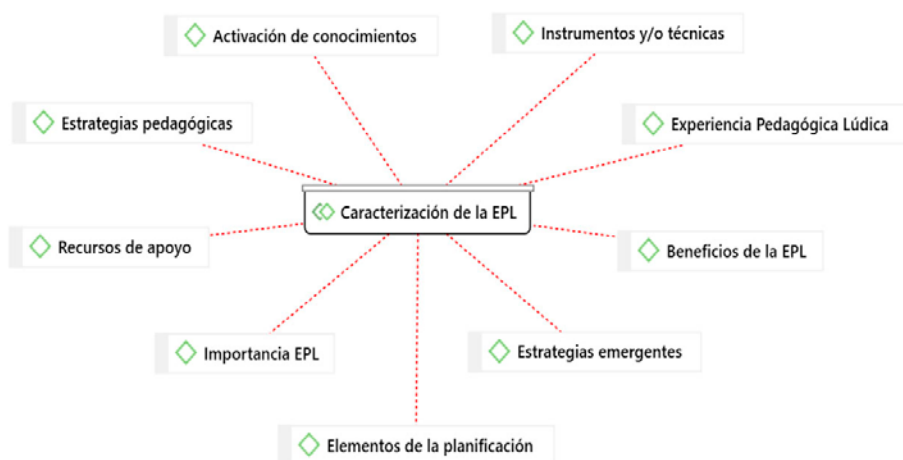 Activación de conocimientos
Instrumentos y/o técnicas
Estrategias pedagógicas
Experiencia Pedagógica Lúdica
Caracterización de la EPL
Recursos de apoyo
Beneficios de la EPL
Importancia EPL
Estrategias emergentes
Elementos de la planificación